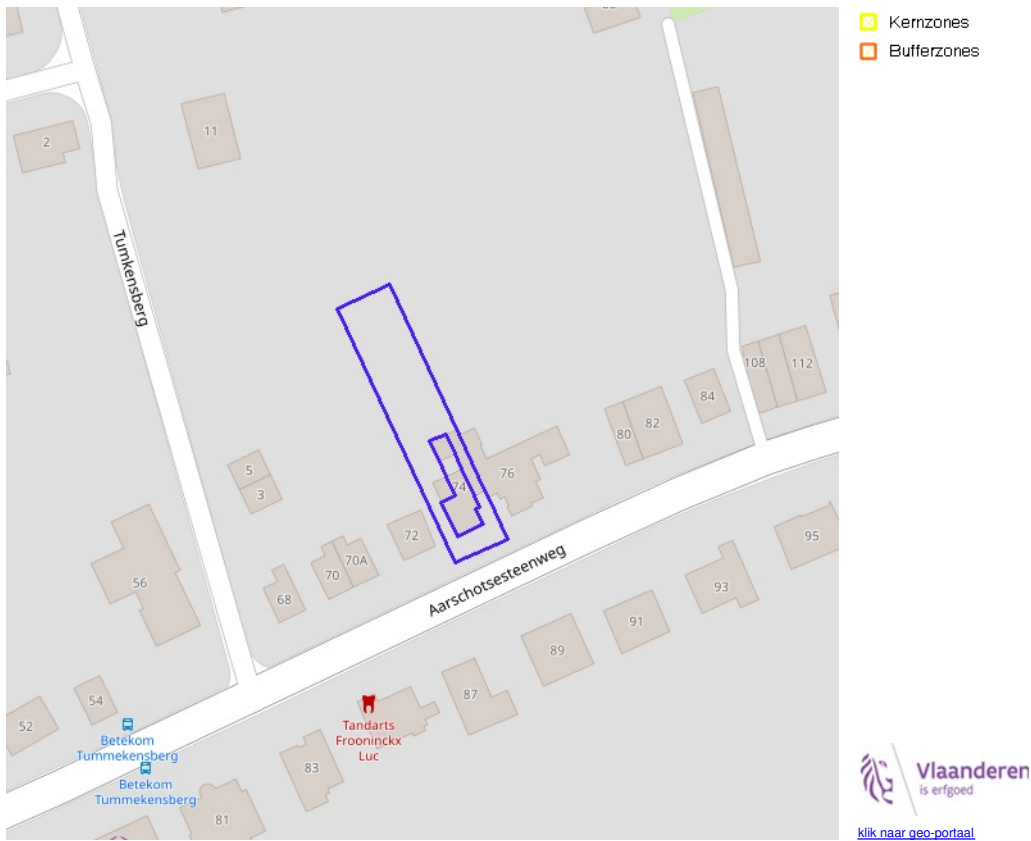 Kernzones
Bufferzones
11
2
Tumkensberg
108
112
84
82
80
76
74
5
3
72
70A
70
68
56
Aarschotsesteenweg
95
93
91
89
87
54
52
Betekom
Tummekensberg
Betekom
Tummekensberg
Tandarts
Frooninckx
Luc
83
81
Vlaanderen
is erfgoed
klik naar geo-portaal